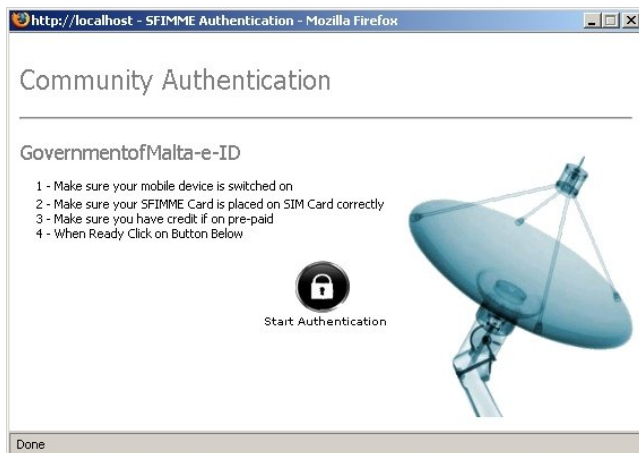 http://localhost - SFIMME Authentication - Mozilla Firefox
Community Authentication
GovernmentofMalta-e-ID
1 - Make sure your mobile device is switched on
2 - Make sure your SFIMME Card is placed on SIM Card correctly
3 - Make sure you have credit if on pre-paid
4 - When Ready Click on Button Below
Start Authentication
Done